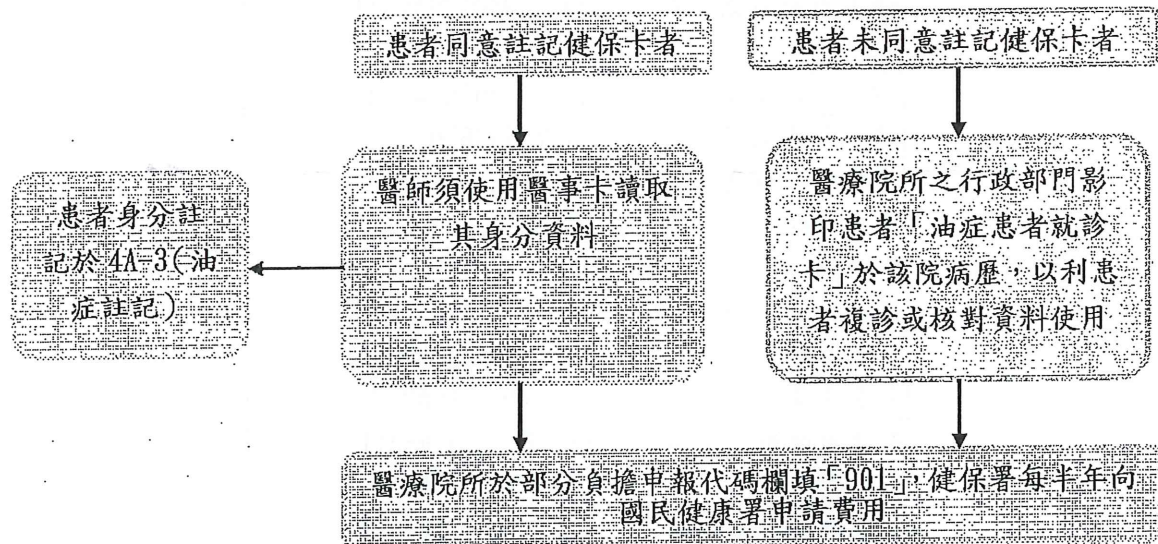 患者同意註記健保卡者
患者未同意註記健保卡者
患者身分註
記於 4A-3(油
症註記)
醫師須使用醫事卡讀取
其身分資料
醫療院所之行政部門影
印患者「油症患者就診
卡」於該院病歷，以利患
者複診或核對資料使用
醫療院所於部分負擔申報代碼欄填「901」，健保署每半年向
國民健康署申請費用